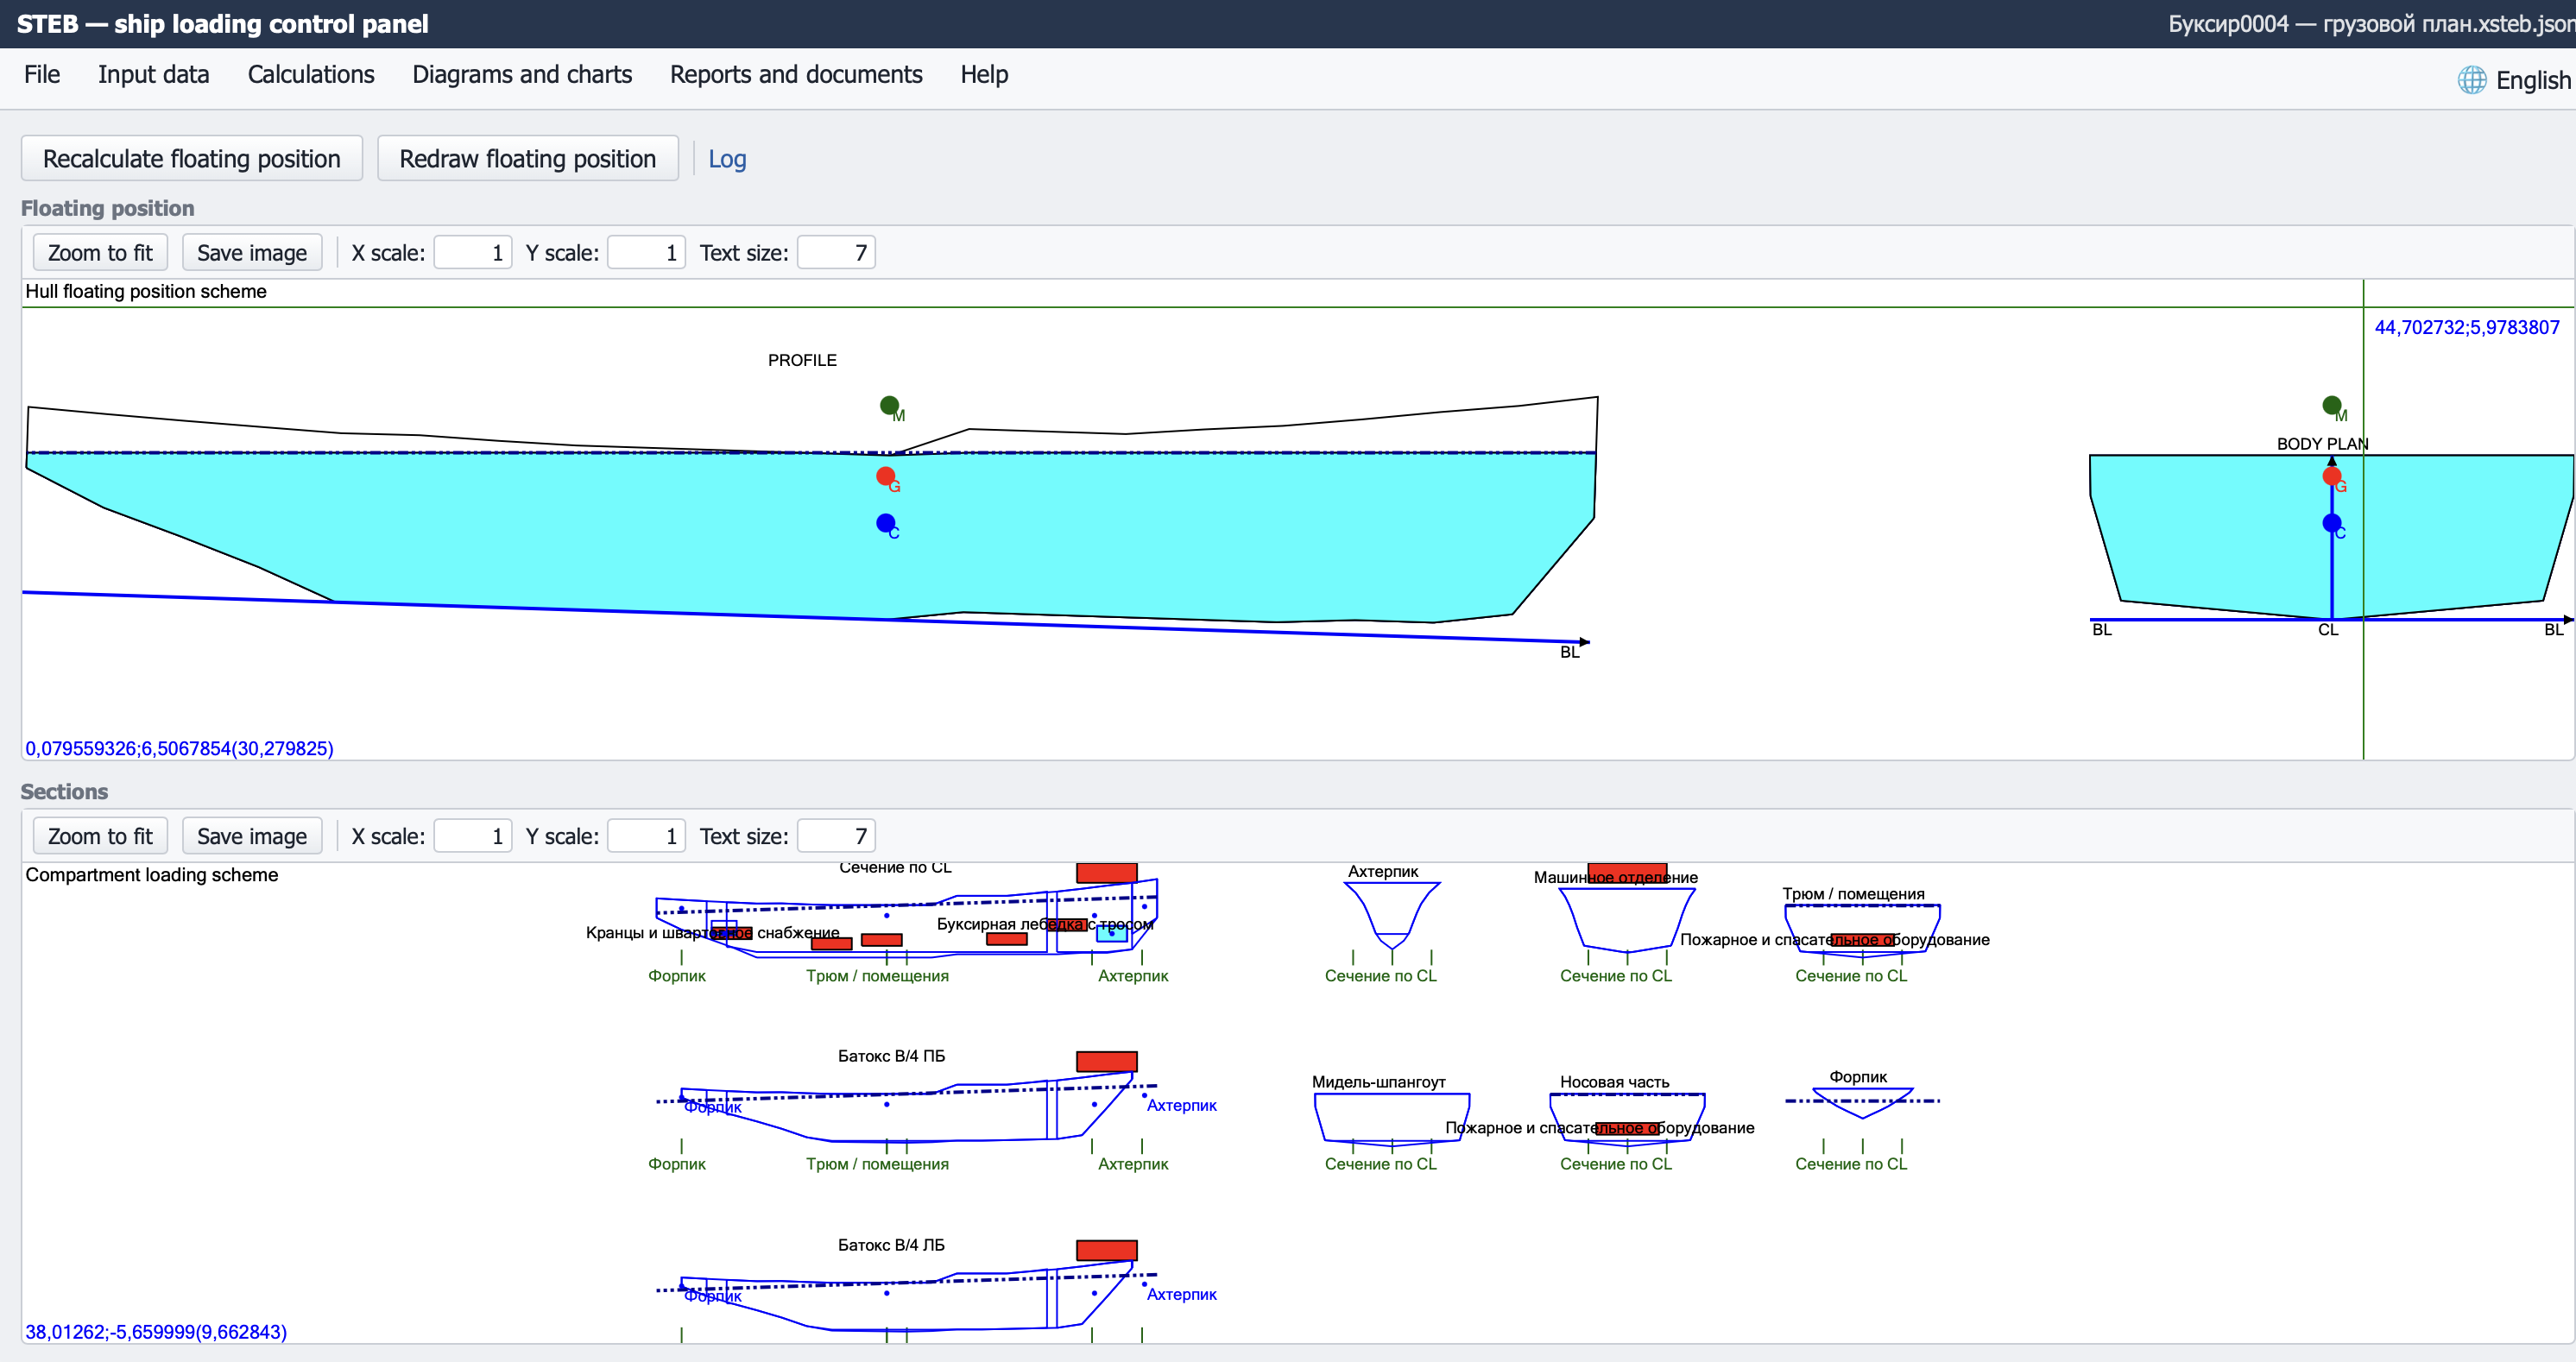 STEB — ship loading control panel
Буксир0004 — грузовой план.xsteb.json
File Input data Calculations Diagrams and charts Reports and documents Help
English
Recalculate floating position Redraw floating position Log
Floating position
Zoom to fit Save image X scale: 1 Y scale: 1 Text size: 7
Hull floating position scheme
44,702732;5,9783807
PROFILE
M M
BODY PLAN
G G
C C
BL CL BL
BL
0,079559326;6,5067854(30,279825)
Sections
Zoom to fit Save image X scale: 1 Y scale: 1 Text size: 7
Compartment loading scheme
Сечение по CL Ахтерпик Машинное отделение
Трюм / помещения
Кранцы и швартовное снабжение Буксирная лебедка с тросом Пожарное и спасательное оборудование
Форпик Трюм / помещения Ахтерпик Сечение по CL Сечение по CL Сечение по CL
Батокс В/4 ПБ
Мидель-шпангоут Носовая часть Форпик
Форпик Ахтерпик
Пожарное и спасательное оборудование
Форпик Трюм / помещения Ахтерпик Сечение по CL Сечение по CL Сечение по CL
Батокс В/4 ЛБ
Форпик Ахтерпик
38,01262;-5,659999(9,662843)